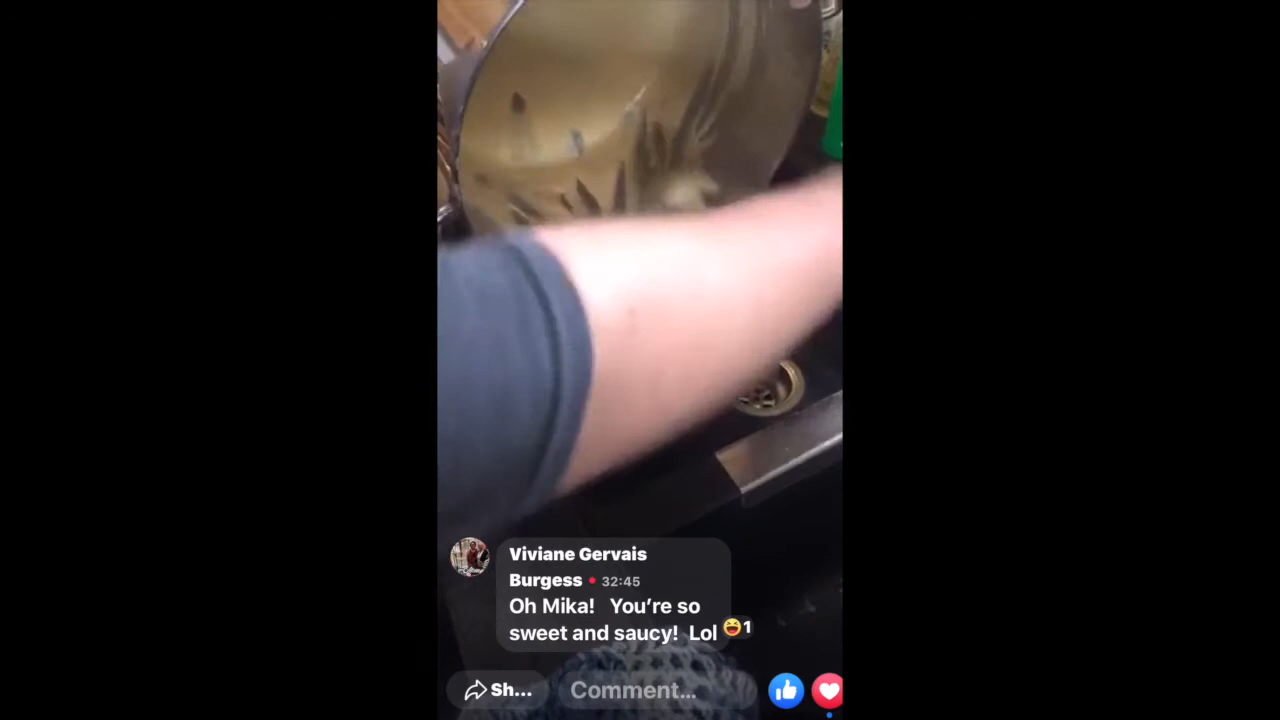 Viviane Gervais
Burgess • 32:45
Oh Mika!   You’re so
sweet and saucy!  Lol
😆1
Sh...
Comment...